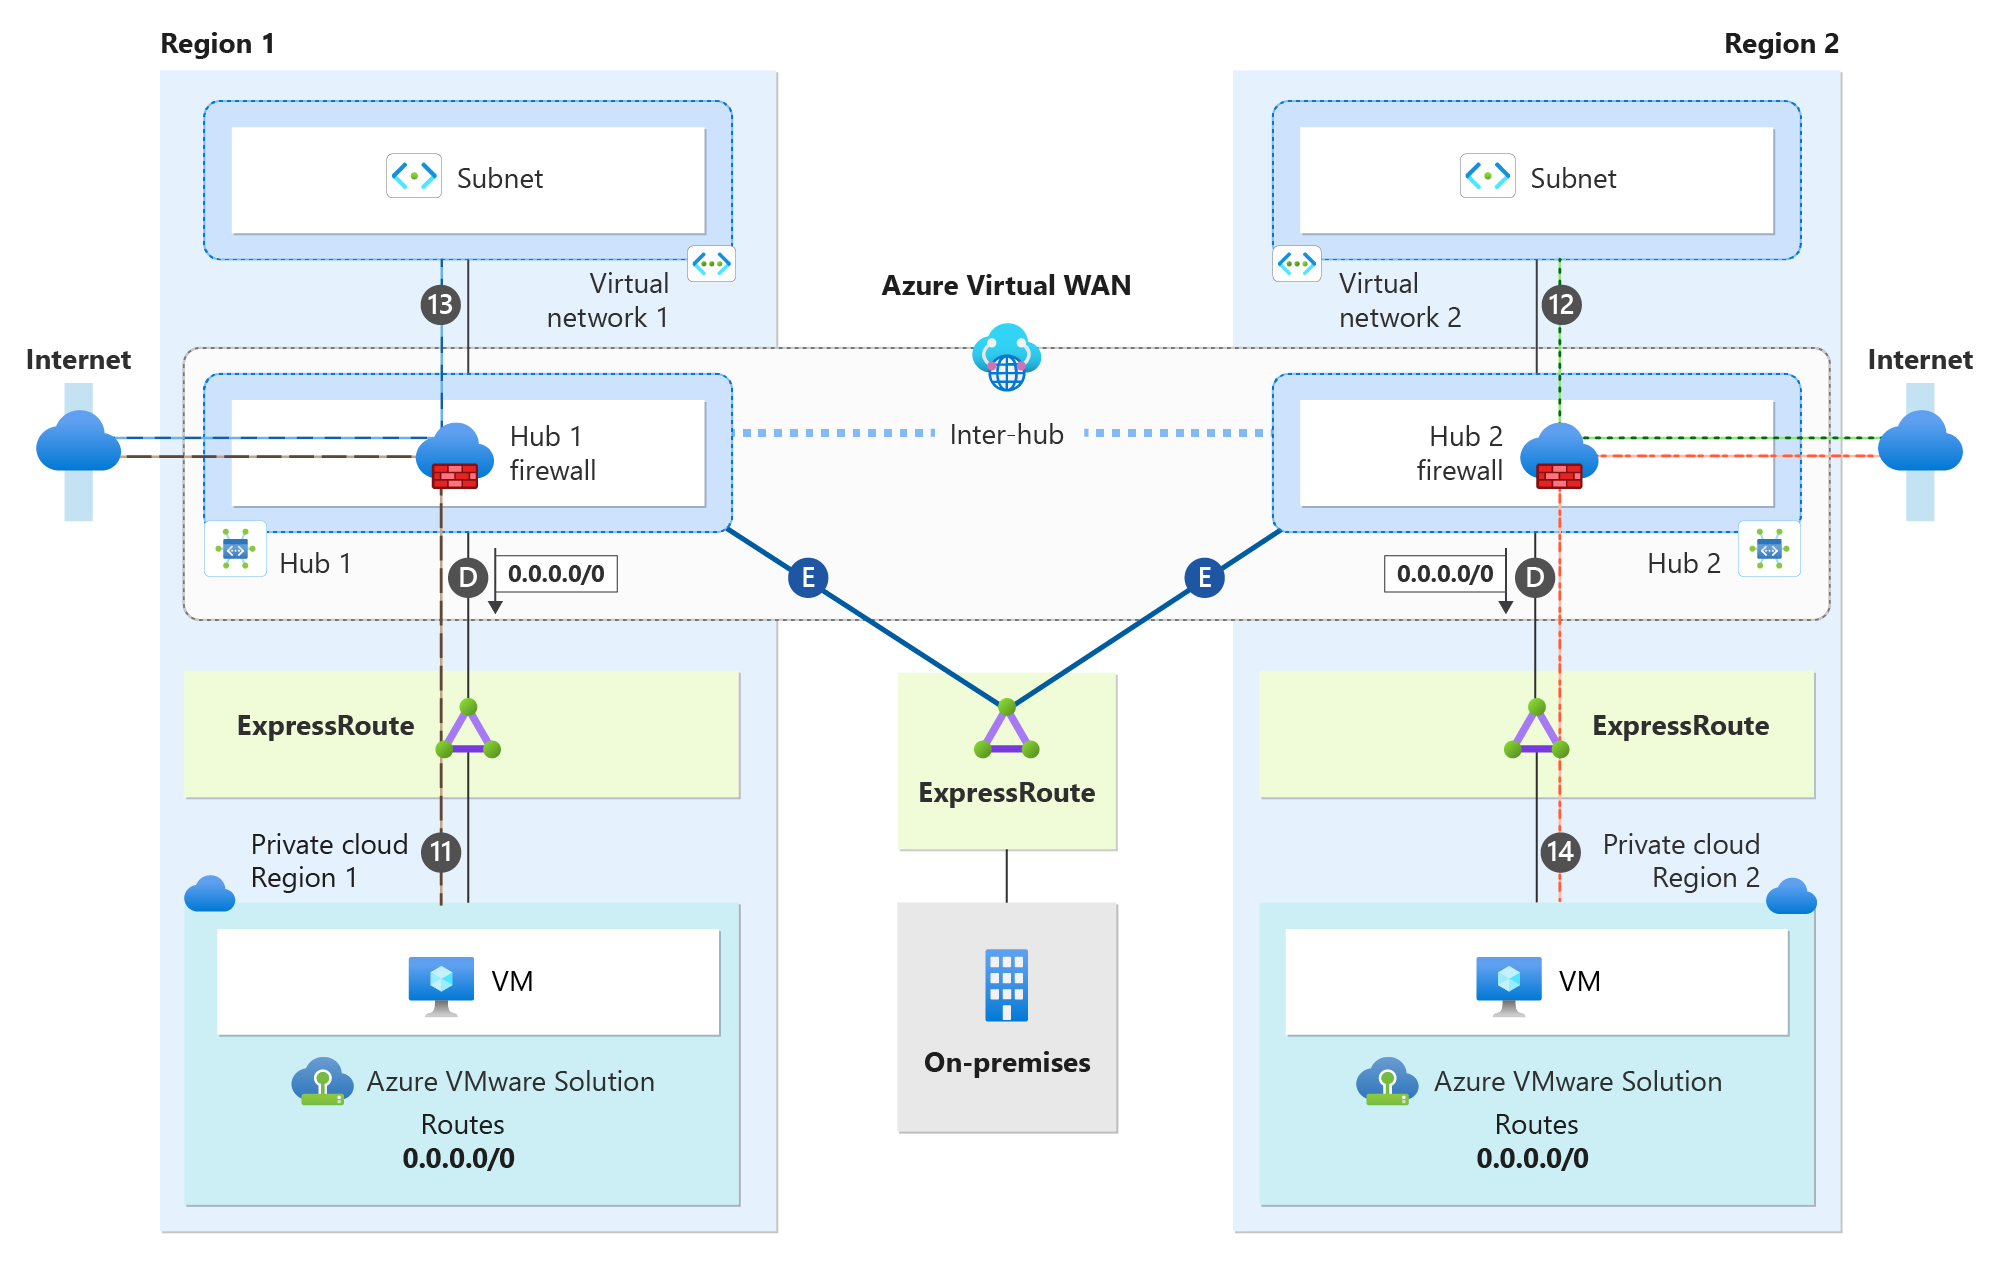 Region 1
Region 2
Subnet
Subnet
Virtual
network 1
Azure Virtual WAN
Virtual
network 2
13
12
Internet
Internet
Hub 1
firewall
Inter-hub
Hub 2
firewall
Hub 1
D
0.0.0.0/0
E
E
0.0.0.0/0
D
Hub 2
ExpressRoute
ExpressRoute
ExpressRoute
Private cloud
Region 1
11
14
Private cloud
Region 2
VM
VM
On-premises
Azure VMware Solution
Routes
0.0.0.0/0
Azure VMware Solution
Routes
0.0.0.0/0